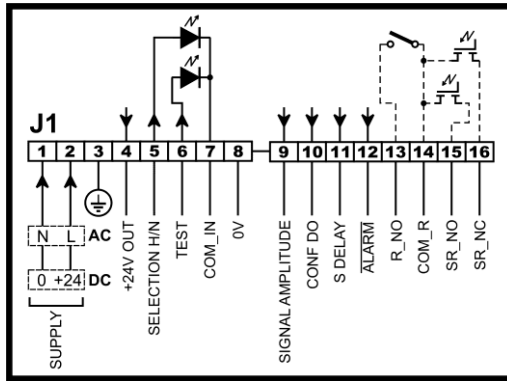 J1
1 2 3 4 5 6 7 8 9 10 11 12 13 14 15 16
N L AC
0 +24 DC
SUPPLY
+24V OUT
SELECTION H/N
TEST
COM_IN
0V
SIGNAL AMPLITUDE
CONF DO
S DELAY
ALARM
R_NO
COM_R
SR_NO
SR_NC